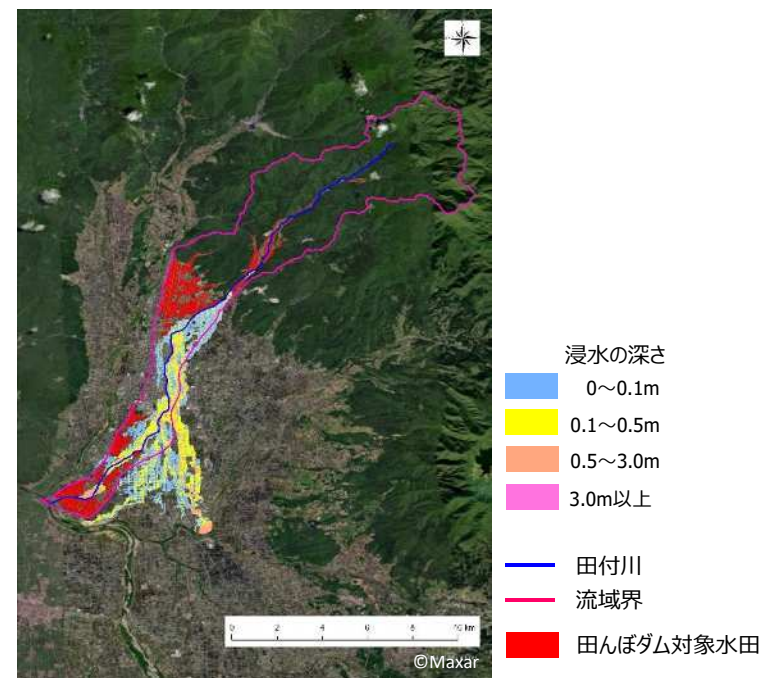 浸水の深さ
0～0.1m
0.1～0.5m
0.5～3.0m
3.0m以上
田付川
流域界
田んぼダム対象水田
0 2 4 6 8 10 km
©Maxar